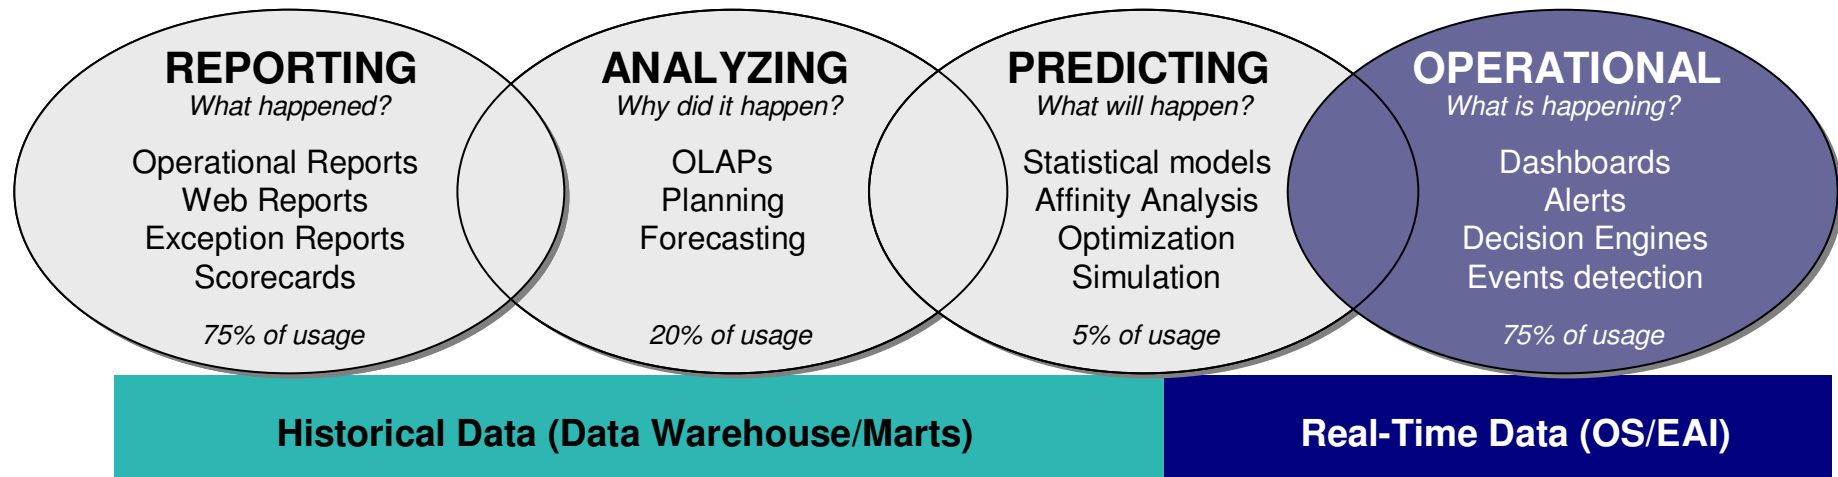 REPORTING
What happened?
Operational Reports
Web Reports
Exception Reports
Scorecards
75% of usage
ANALYZING
Why did it happen?
OLAPs
Planning
Forecasting
20% of usage
PREDICTING
What will happen?
Statistical models
Affinity Analysis
Optimization
Simulation
5% of usage
OPERATIONAL
What is happening?
Dashboards
Alerts
Decision Engines
Events detection
75% of usage
Historical Data (Data Warehouse/Marts)
Real-Time Data (OS/EAI)